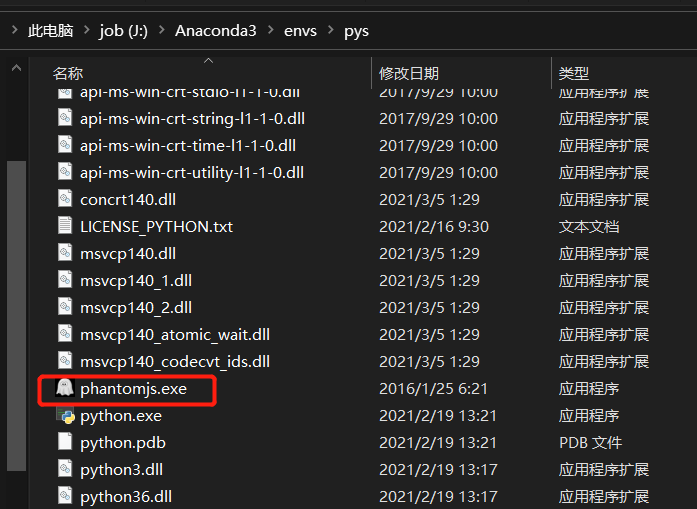 此电脑 > job (J:) > Anaconda3 > envs > pys
名称 修改日期 类型
api-ms-win-crt-stdio-l1-1-0.dll 2017/9/29 10:00 应用程序扩展
api-ms-win-crt-string-l1-1-0.dll 2017/9/29 10:00 应用程序扩展
api-ms-win-crt-time-l1-1-0.dll 2017/9/29 10:00 应用程序扩展
api-ms-win-crt-utility-l1-1-0.dll 2017/9/29 10:00 应用程序扩展
concrt140.dll 2021/3/5 1:29 应用程序扩展
LICENSE_PYTHON.txt 2021/2/16 9:30 文本文档
msvcp140.dll 2021/3/5 1:29 应用程序扩展
msvcp140_1.dll 2021/3/5 1:29 应用程序扩展
msvcp140_2.dll 2021/3/5 1:29 应用程序扩展
msvcp140_atomic_wait.dll 2021/3/5 1:29 应用程序扩展
msvcp140_codecvt_ids.dll 2021/3/5 1:29 应用程序扩展
phantomjs.exe 2016/1/25 6:21 应用程序
python.exe 2021/2/19 13:21 应用程序
python.pdb 2021/2/19 13:21 PDB 文件
python3.dll 2021/2/19 13:17 应用程序扩展
python36.dll 2021/2/19 13:17 应用程序扩展